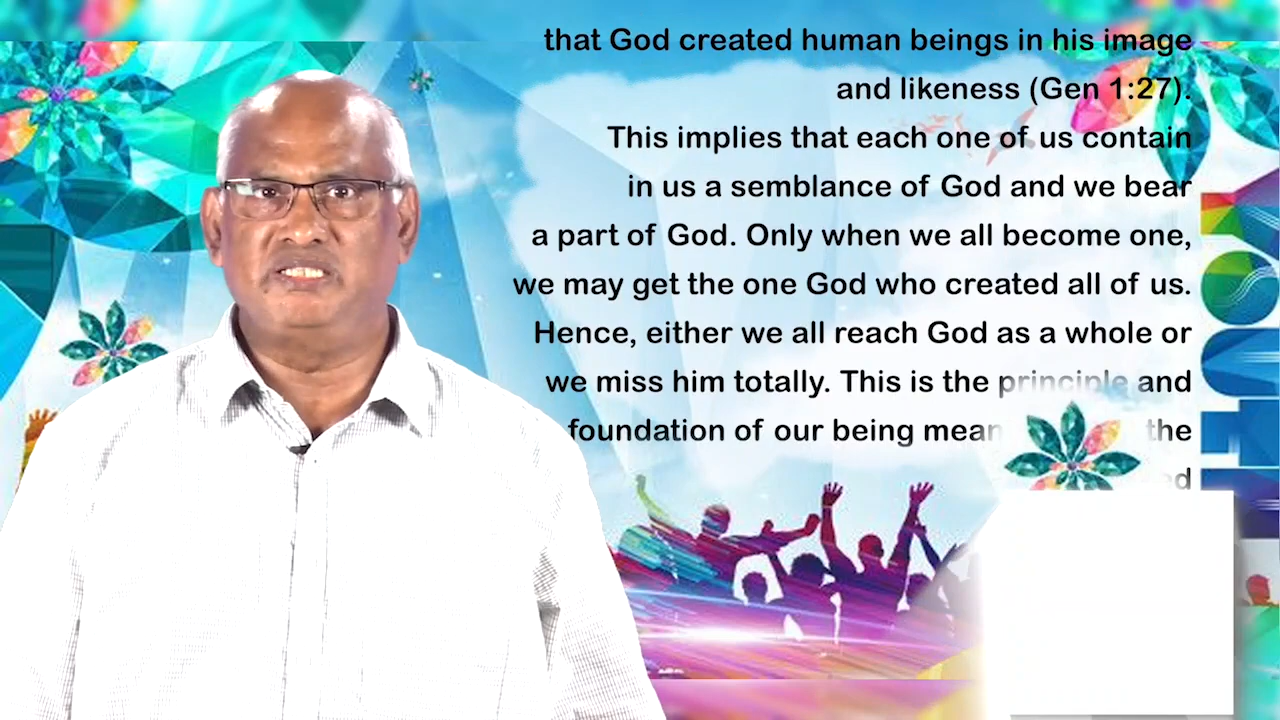 that God created human beings in his image
and likeness (Gen 1:27).
This implies that each one of us contain
in us a semblance of God and we bear
a part of God. Only when we all become one,
we may get the one God who created all of us.
Hence, either we all reach God as a whole or
we miss him totally. This is the principle and
foundation of our being the
YOUTH